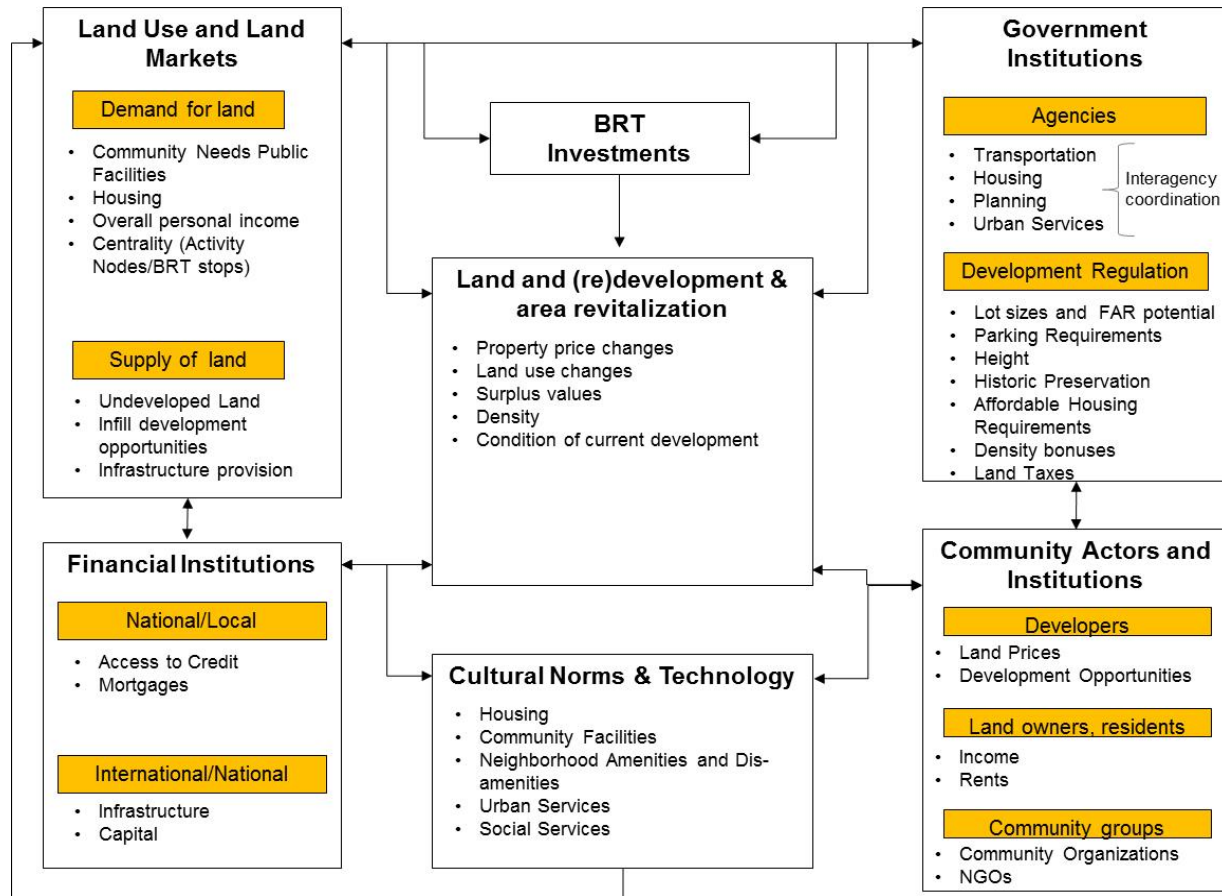 Land Use and Land
Markets
Demand for land
• Community Needs Public
Facilities
• Housing
• Overall personal income
• Centrality (Activity
Nodes/BRT stops)
Supply of land
• Undeveloped Land
• Infill development
opportunities
• Infrastructure provision
BRT
Investments
Government
Institutions
Agencies
• Transportation
• Housing
• Planning
• Urban Services
Interagency
coordination
Development Regulation
• Lot sizes and FAR potential
• Parking Requirements
• Height
• Historic Preservation
• Affordable Housing
Requirements
• Density bonuses
• Land Taxes
Land and (re)development &
area revitalization
• Property price changes
• Land use changes
• Surplus values
• Density
• Condition of current development
Financial Institutions
National/Local
• Access to Credit
• Mortgages
International/National
• Infrastructure
• Capital
Cultural Norms & Technology
• Housing
• Community Facilities
• Neighborhood Amenities and Dis-
amenities
• Urban Services
• Social Services
Community Actors and
Institutions
Developers
• Land Prices
• Development Opportunities
Land owners, residents
• Income
• Rents
Community groups
• Community Organizations
• NGOs